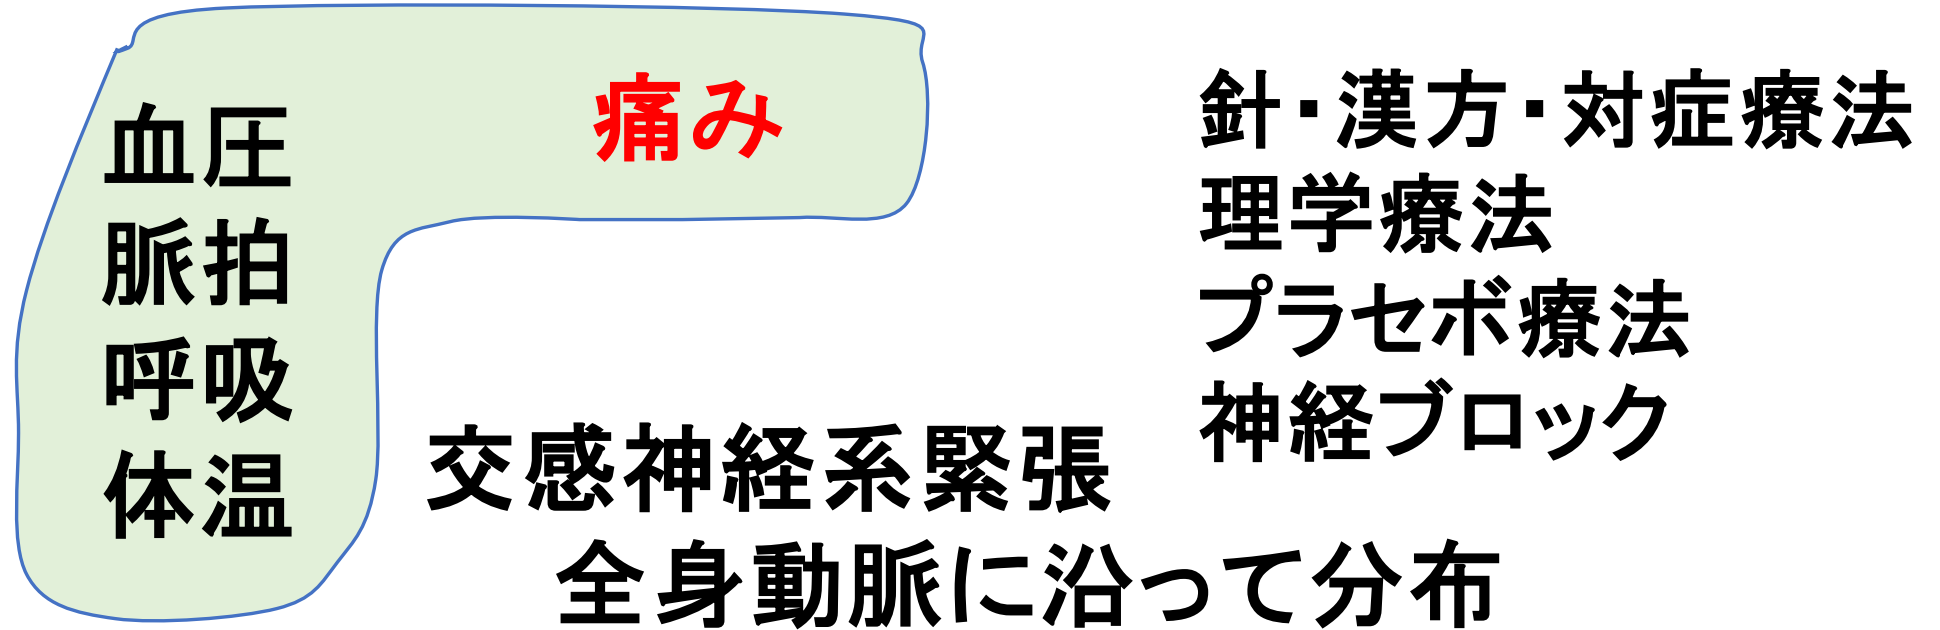 血圧
脈拍
呼吸
体温
痛み
交感神経系緊張
全身動脈に沿って分布
針・漢方・対症療法
理学療法
プラセボ療法
神経ブロック